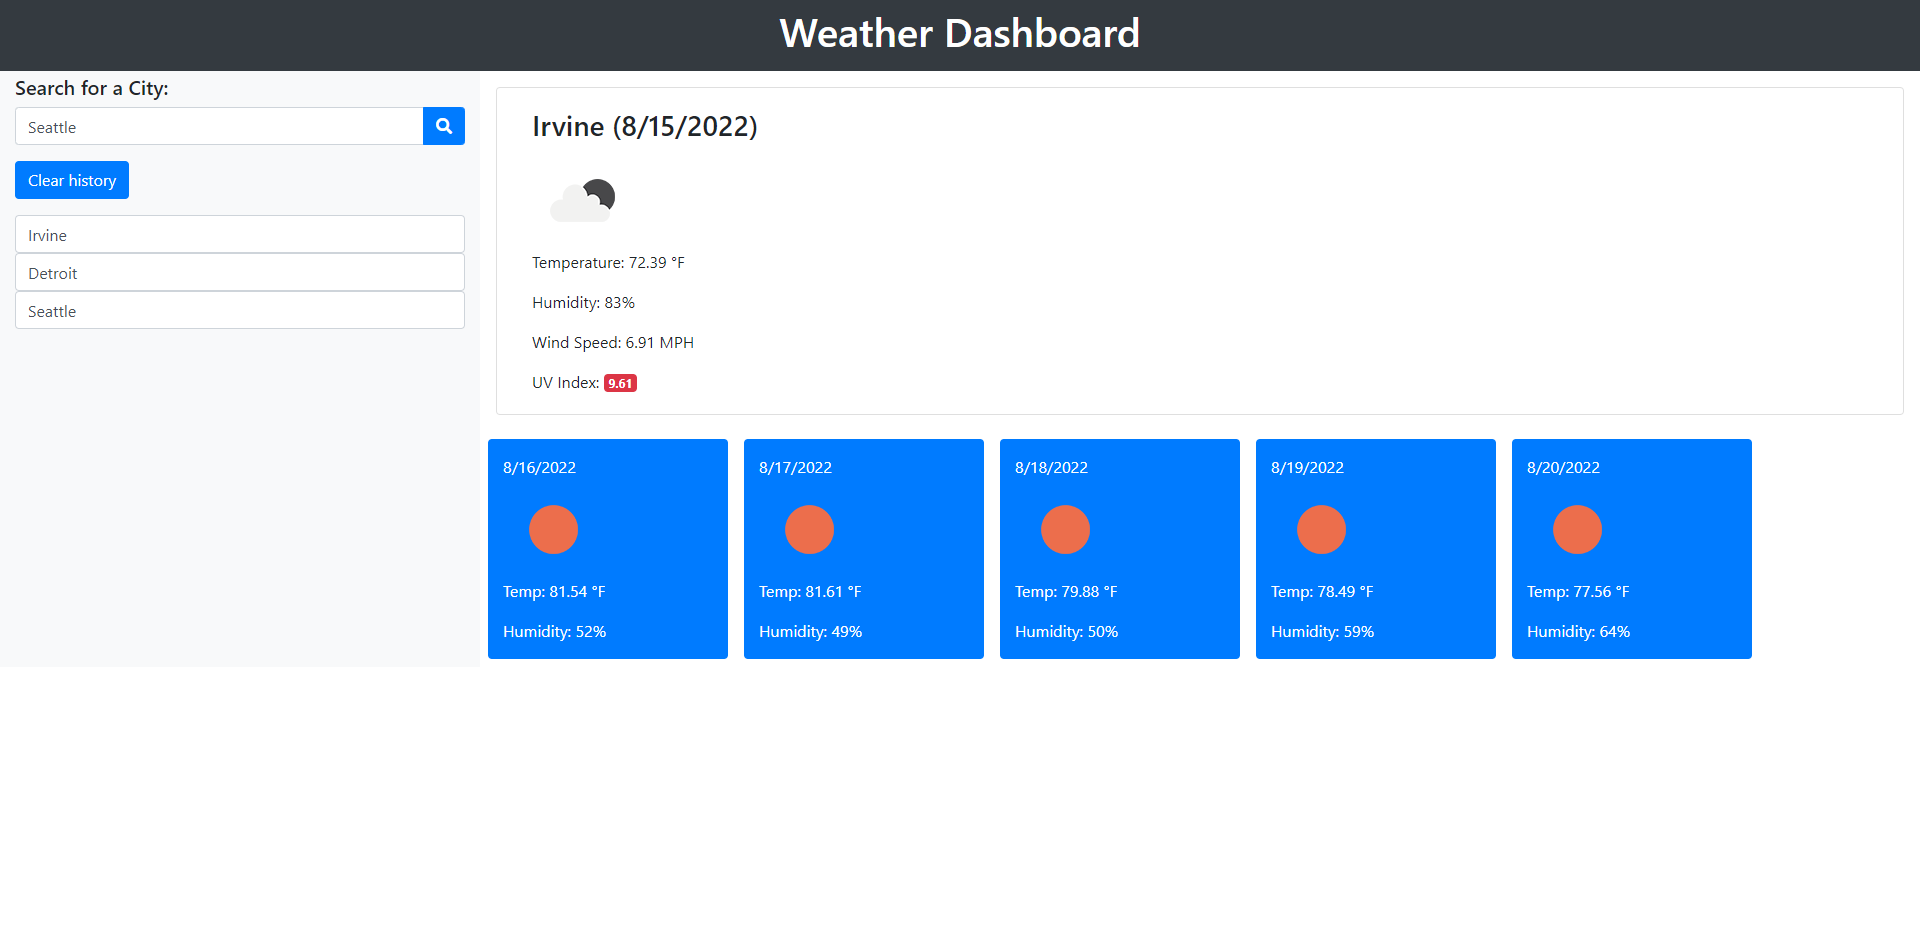 Weather Dashboard
Search for a City:
Seattle
Clear history
Irvine
Detroit
Seattle
Irvine (8/15/2022)
Temperature: 72.39 °F
Humidity: 83%
Wind Speed: 6.91 MPH
UV Index: 9.61
8/16/2022
Temp: 81.54 °F
Humidity: 52%
8/17/2022
Temp: 81.61 °F
Humidity: 49%
8/18/2022
Temp: 79.88 °F
Humidity: 50%
8/19/2022
Temp: 78.49 °F
Humidity: 59%
8/20/2022
Temp: 77.56 °F
Humidity: 64%